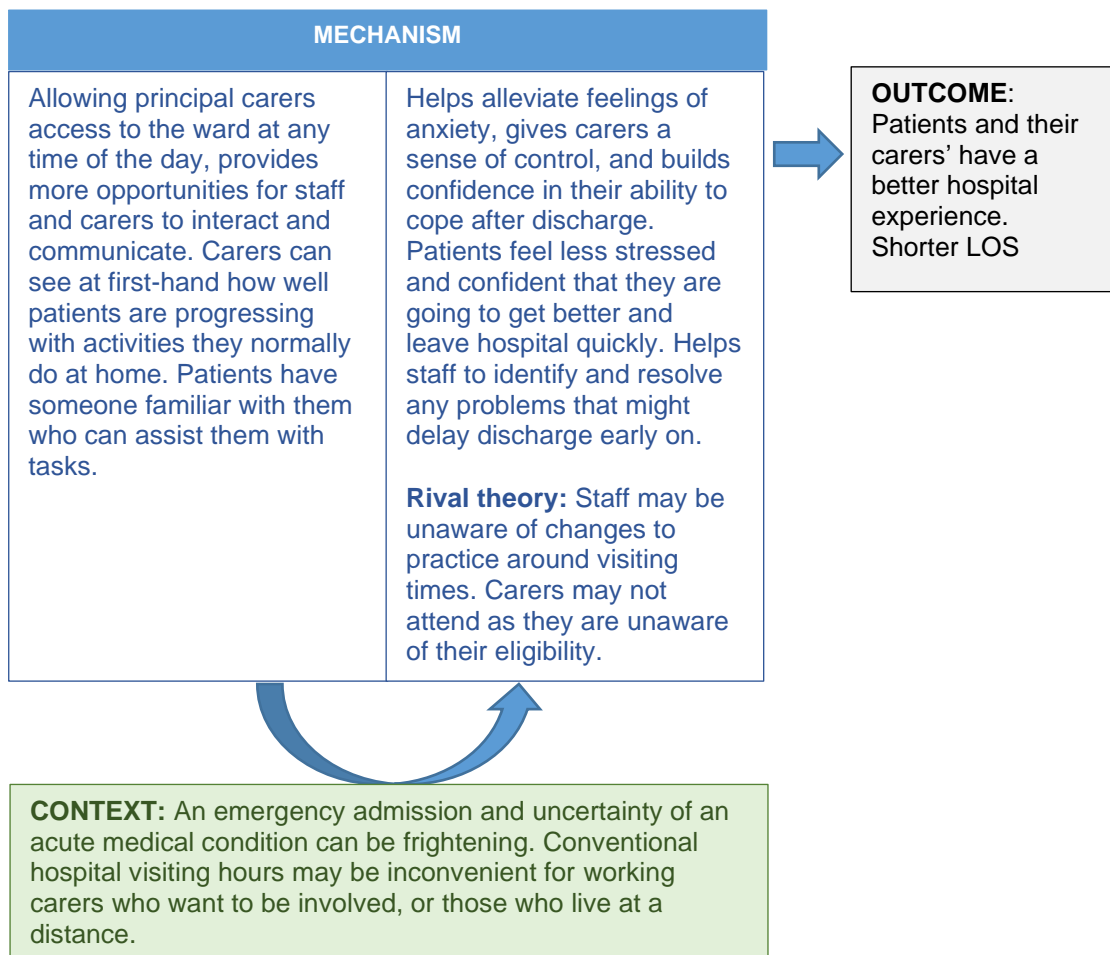 MECHANISM
Allowing principal carers
access to the ward at any
time of the day, provides
more opportunities for staff
and carers to interact and
communicate. Carers can
see at first-hand how well
patients are progressing
with activities they normally
do at home. Patients have
someone familiar with them
who can assist them with
tasks.
Helps alleviate feelings of
anxiety, gives carers a
sense of control, and builds
confidence in their ability to
cope after discharge.
Patients feel less stressed
and confident that they are
going to get better and
leave hospital quickly. Helps
staff to identify and resolve
any problems that might
delay discharge early on.
Rival theory: Staff may be
unaware of changes to
practice around visiting
times. Carers may not
attend as they are unaware
of their eligibility.
OUTCOME:
Patients and their
carers’ have a
better hospital
experience.
Shorter LOS
CONTEXT: An emergency admission and uncertainty of an
acute medical condition can be frightening. Conventional
hospital visiting hours may be inconvenient for working
carers who want to be involved, or those who live at a
distance.